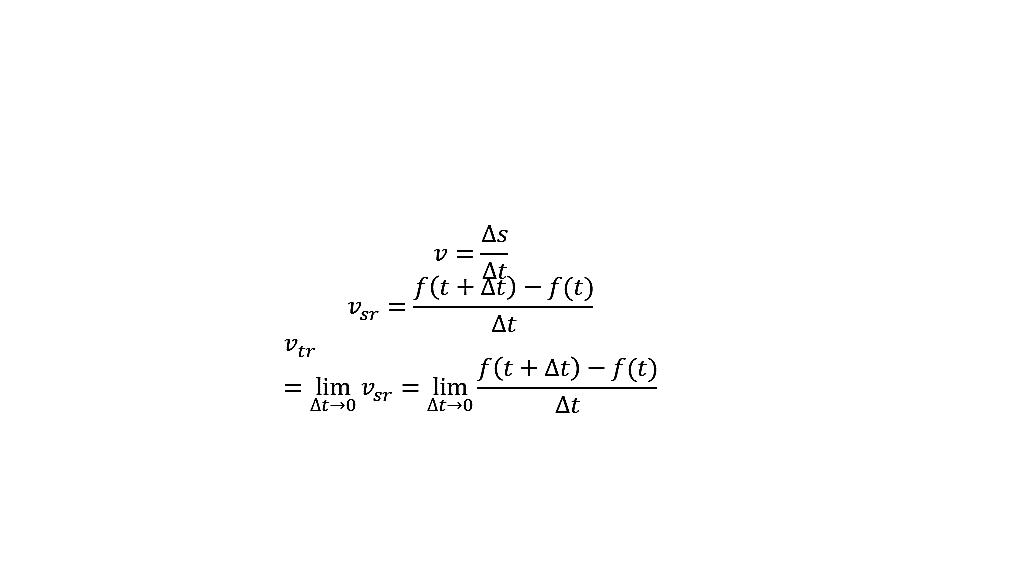 v = Δs/Δt
v_sr = (f(t + Δt) − f(t))/Δt
v_tr
= lim_{Δt→0} v_sr = lim_{Δt→0} (f(t + Δt) − f(t))/Δt